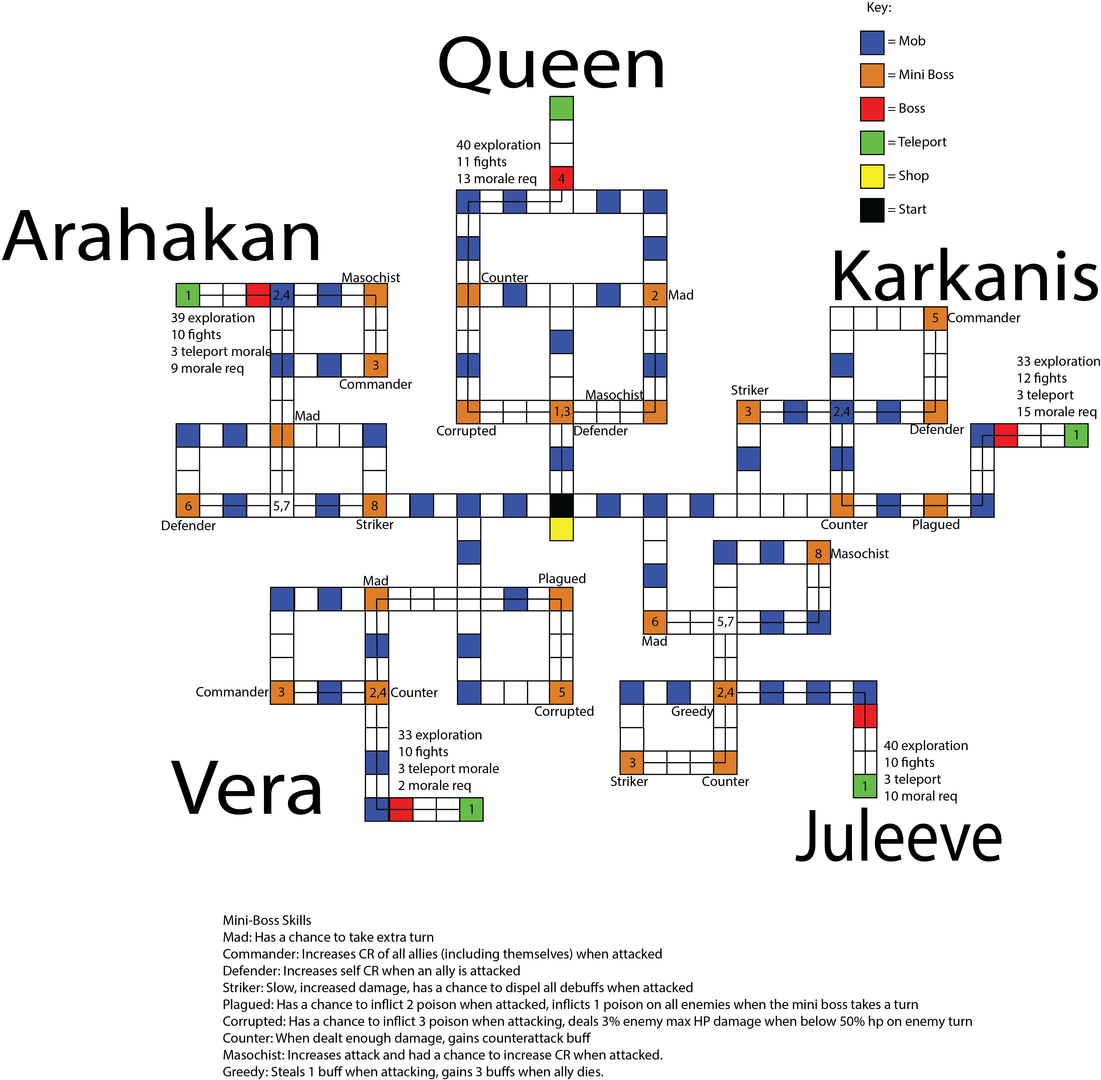 Key:
= Mob
= Mini Boss
= Boss
= Teleport
= Shop
= Start
Queen
40 exploration
11 fights
13 morale req
4
Counter
2
Mad
Masochist
1,3
Corrupted
Defender
Arahakan
Masochist
1
2,4
39 exploration
10 fights
3 teleport morale
9 morale req
3
Commander
Mad
6
5,7
8
Defender
Striker
Karkanis
5
Commander
33 exploration
12 fights
3 teleport
15 morale req
Striker
3
2,4
Defender
1
Counter
Plagued
Mad
Plagued
Commander
3
2,4
Counter
5
Corrupted
33 exploration
10 fights
3 teleport morale
2 morale req
Vera
1
8
Masochist
6
5,7
Mad
2,4
Greedy
3
Striker
Counter
40 exploration
10 fights
3 teleport
10 moral req
1
Juleeve
Mini-Boss Skills
Mad: Has a chance to take extra turn
Commander: Increases CR of all allies (including themselves) when attacked
Defender: Increases self CR when an ally is attacked
Striker: Slow, increased damage, has a chance to dispel all debuffs when attacked
Plagued: Has a chance to inflict 2 poison when attacked, inflicts 1 poison on all enemies when the mini boss takes a turn
Corrupted: Has a chance to inflict 3 poison when attacking, deals 3% enemy max HP damage when below 50% hp on enemy turn
Counter: When dealt enough damage, gains counterattack buff
Masochist: Increases attack and had a chance to increase CR when attacked.
Greedy: Steals 1 buff when attacking, gains 3 buffs when ally dies.